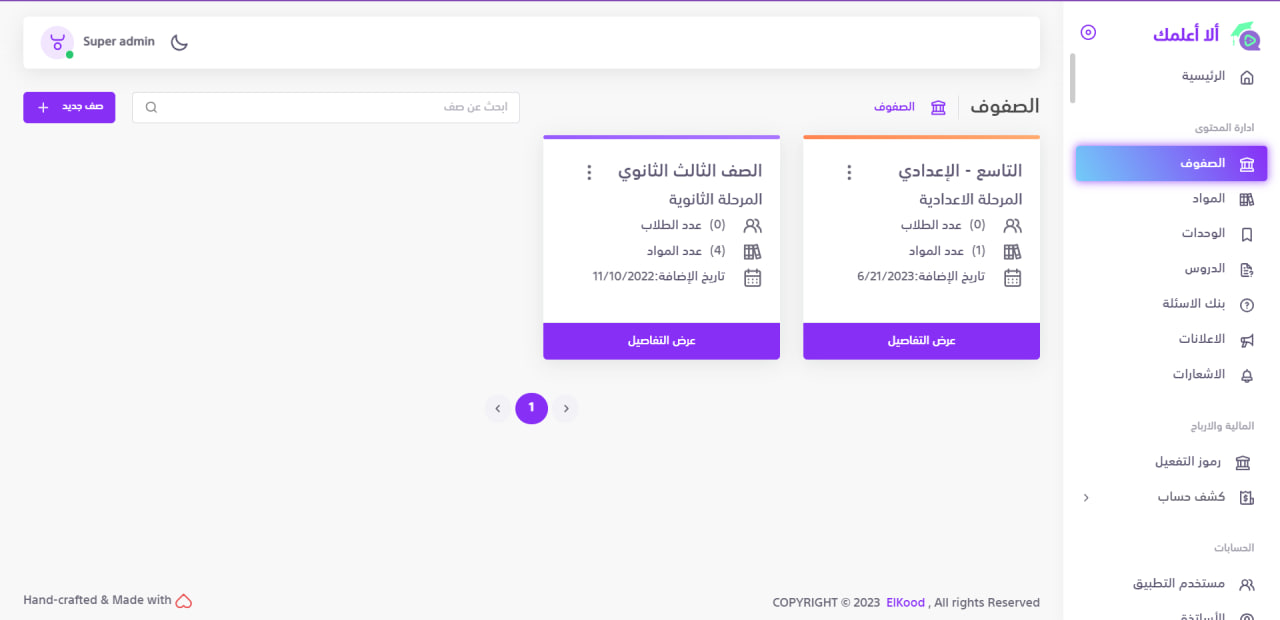 ألا أعلمك
الرئيسية
ادارة المحتوى
الصفوف
المواد
الوحدات
الدروس
بنك الاسئلة
الاعلانات
الاشعارات
المالية والارباح
رموز التفعيل
كشف حساب
الحسابات
مستخدم التطبيق
الأساتذة
Super admin
الصفوف
الصفوف
ابحث عن صف
صف جديد +
التاسع - الإعدادي
المرحلة الاعدادية
(0) عدد الطلاب
(1) عدد المواد
تاريخ الإضافة:6/21/2023
عرض التفاصيل
الصف الثالث الثانوي
المرحلة الثانوية
(0) عدد الطلاب
(4) عدد المواد
تاريخ الإضافة:11/10/2022
عرض التفاصيل
1
COPYRIGHT © 2023 ElKood , All rights Reserved
Hand-crafted & Made with